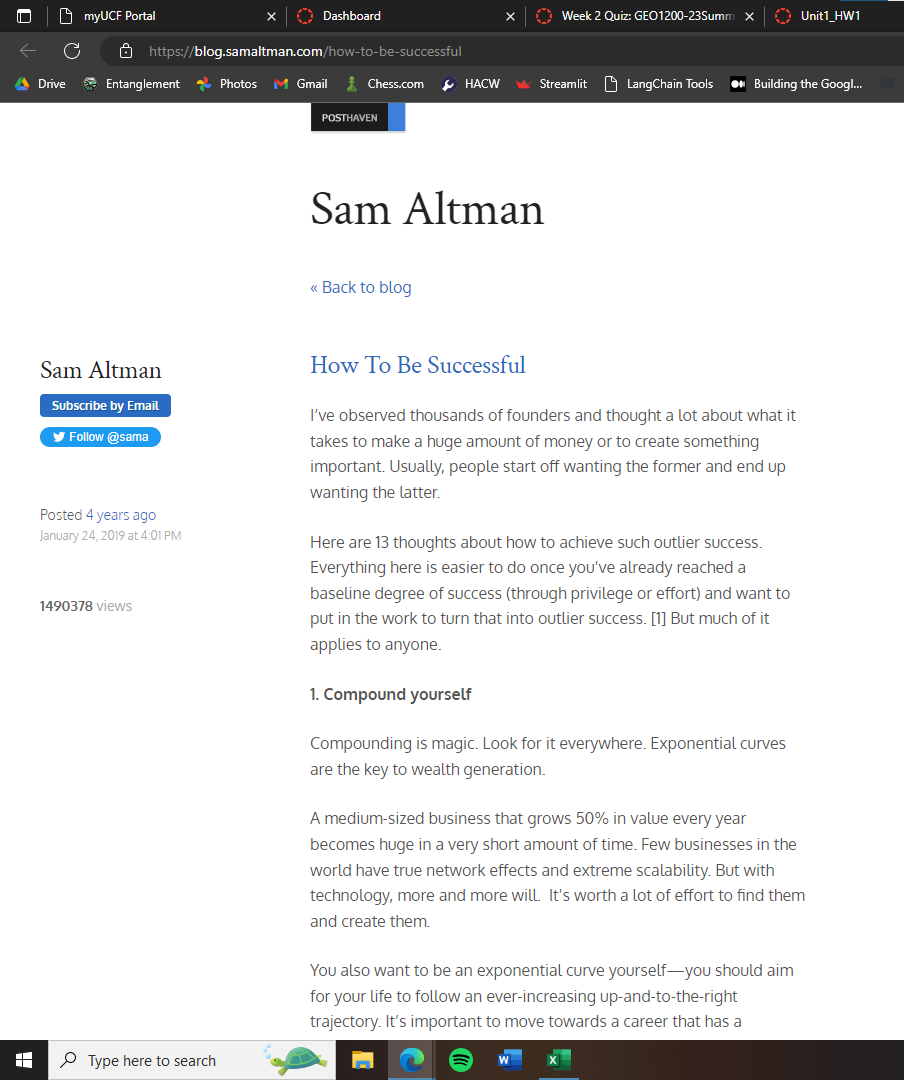 myUCF Portal
Dashboard
Week 2 Quiz: GEO1200-23Summ
Unit1_HW1
https://blog.samaltman.com/how-to-be-successful
Drive
Entanglement
Photos
Gmail
Chess.com
HACW
Streamlit
LangChain Tools
Building the Googl...
POSTHAVEN
Sam Altman
« Back to blog
Sam Altman
Subscribe by Email
Follow @sama
Posted 4 years ago
January 24, 2019 at 4:01 PM
1490378 views
How To Be Successful
I've observed thousands of founders and thought a lot about what it
takes to make a huge amount of money or to create something
important. Usually, people start off wanting the former and end up
wanting the latter.
Here are 13 thoughts about how to achieve such outlier success.
Everything here is easier to do once you've already reached a
baseline degree of success (through privilege or effort) and want to
put in the work to turn that into outlier success. [1] But much of it
applies to anyone.
1. Compound yourself
Compounding is magic. Look for it everywhere. Exponential curves
are the key to wealth generation.
A medium-sized business that grows 50% in value every year
becomes huge in a very short amount of time. Few businesses in the
world have true network effects and extreme scalability. But with
technology, more and more will.  It's worth a lot of effort to find them
and create them.
You also want to be an exponential curve yourself—you should aim
for your life to follow an ever-increasing up-and-to-the-right
trajectory. It's important to move towards a career that has a
Type here to search